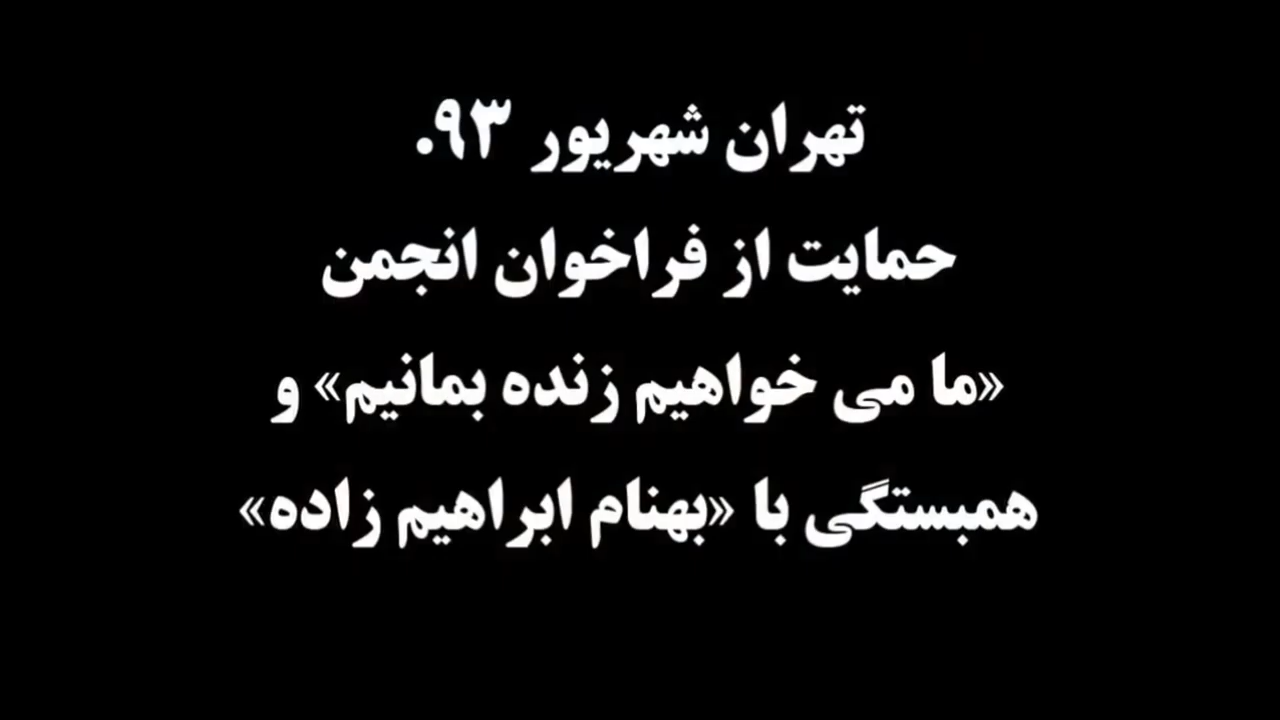 تهران شهریور ۹۳.
حمایت از فراخوان انجمن
«ما می خواهیم زنده بمانیم» و
همبستگی با «بهنام ابراهیم زاده»